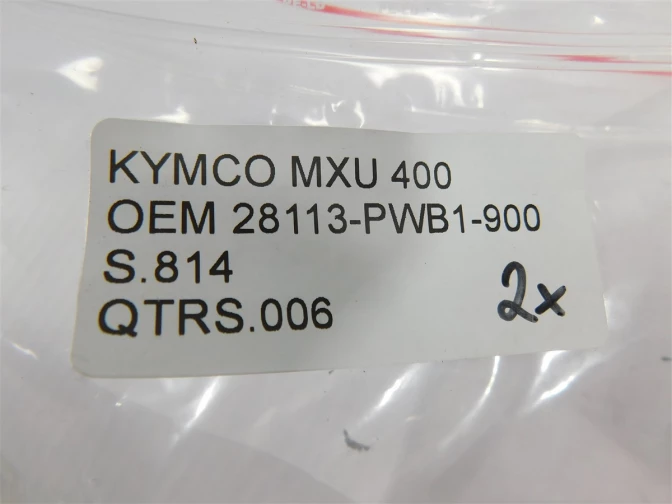 KYMCO MXU 400
OEM 28113-PWB1-900
S.814
QTRS.006
2x